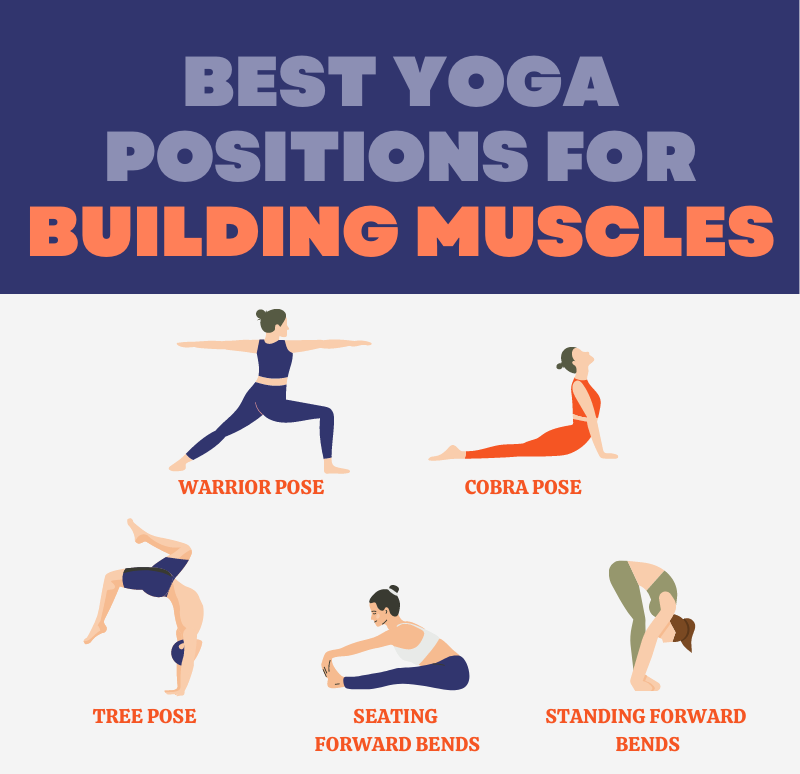 BEST YOGA
POSITIONS FOR
BUILDING MUSCLES
WARRIOR POSE
COBRA POSE
TREE POSE
SEATING
FORWARD BENDS
STANDING FORWARD
BENDS